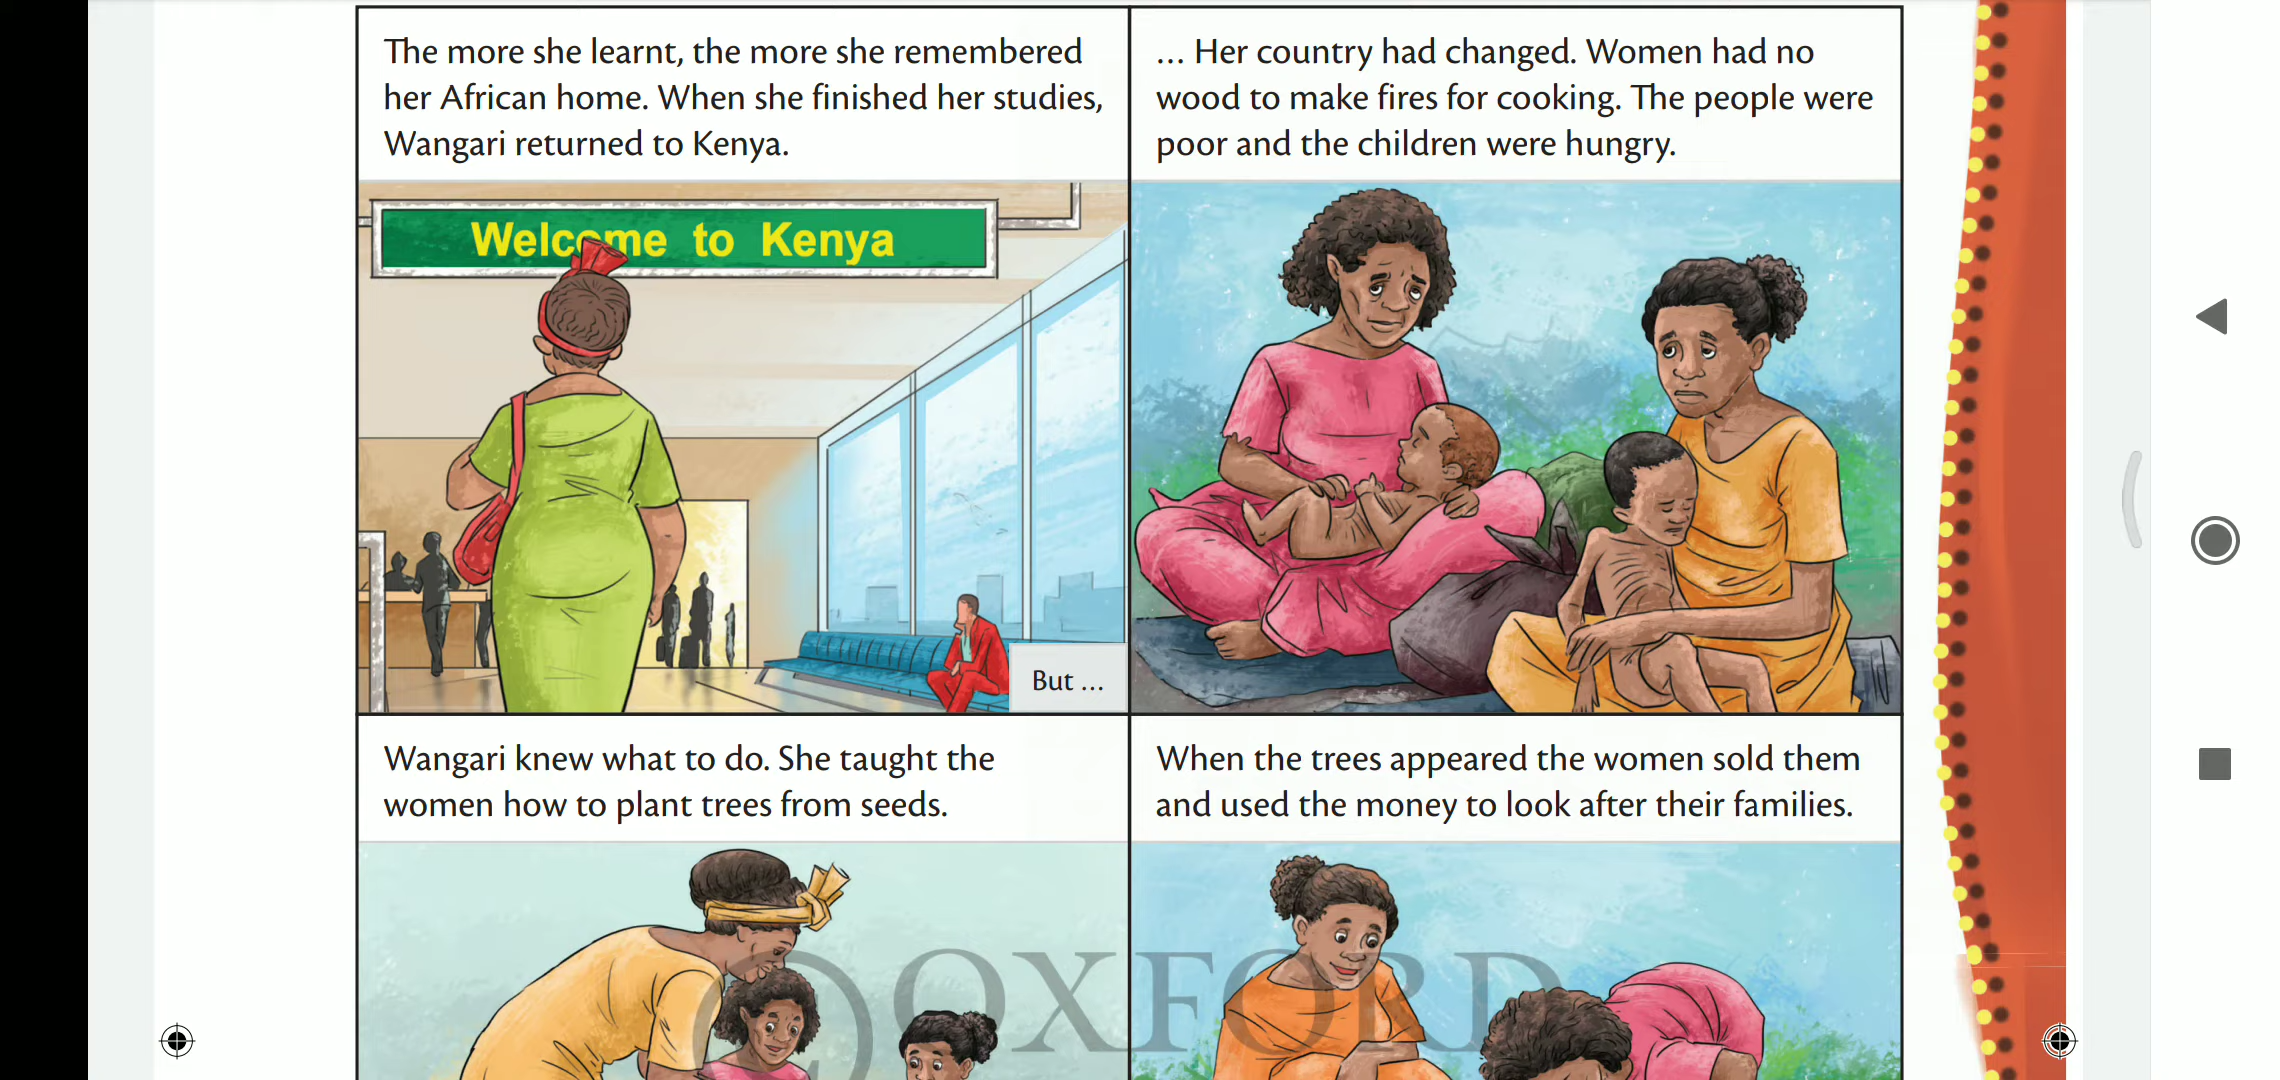 The more she learnt, the more she remembered
her African home. When she finished her studies,
Wangari returned to Kenya.
Welcome to Kenya
But ...
... Her country had changed. Women had no
wood to make fires for cooking. The people were
poor and the children were hungry.
Wangari knew what to do. She taught the
women how to plant trees from seeds.
When the trees appeared the women sold them
and used the money to look after their families.
OXFORD